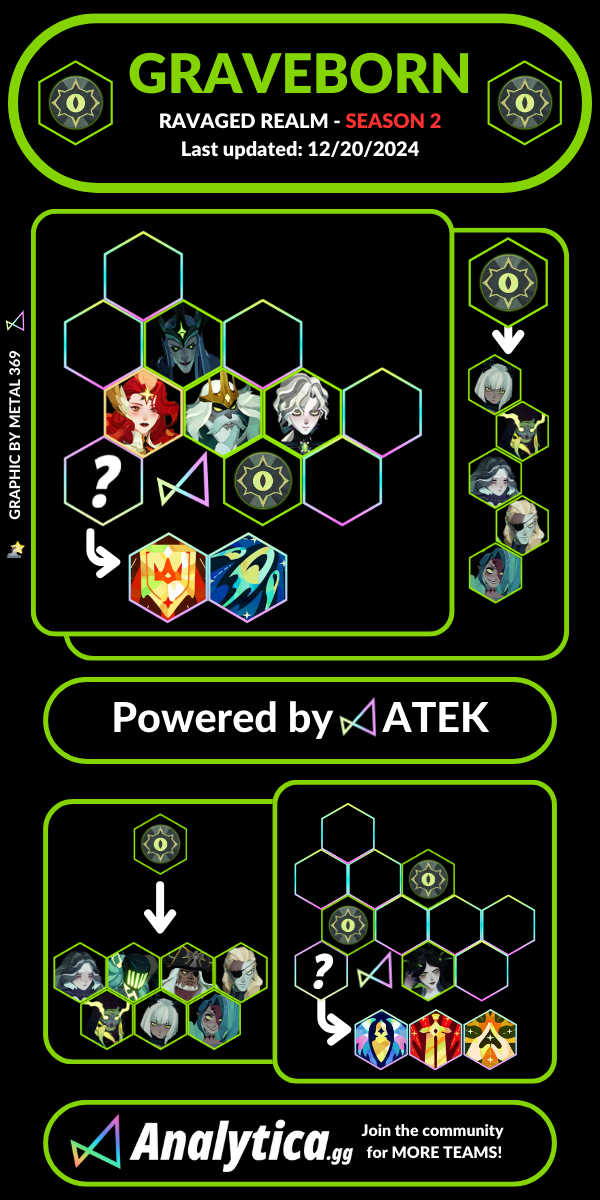 GRAVEBORN
RAVAGED REALM - SEASON 2
Last updated: 12/20/2024
GRAPHIC BY METAL 369
?
Powered by ATEK
?
Analytica.gg
Join the community
for MORE TEAMS!